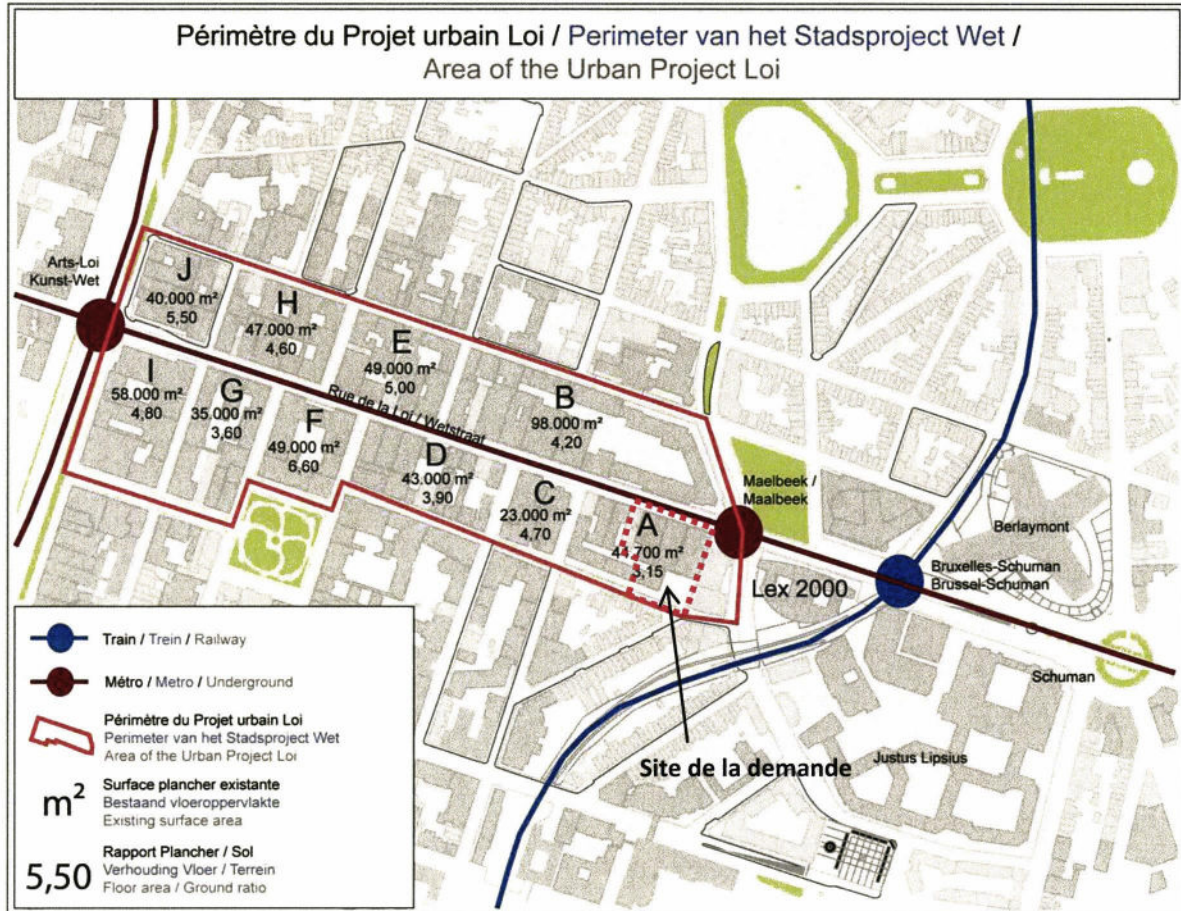 Périmètre du Projet urbain Loi / Perimeter van het Stadsproject Wet /
Area of the Urban Project Loi
Arts-Loi
Kunst-Wet
J
40.000 m²
5,50
H
47.000 m²
4,60
E
49.000 m²
5,00
B
98.000 m²
4,20
I
58.000 m²
4,80
G
35.000 m²
3,60
F
49.000 m²
6,60
Rue de la Loi / Wetstraat
D
43.000 m²
3,90
C
23.000 m²
4,70
A
44.700 m²
3,15
Maelbeek /
Maalbeek
Lex 2000
Berlaymont
Bruxelles-Schuman
Brussel-Schuman
Schuman
Justus Lipsius
Site de la demande
Train / Trein / Railway
Métro / Metro / Underground
Périmètre du Projet urbain Loi
Perimeter van het Stadsproject Wet
Area of the Urban Project Loi
m²
Surface plancher existante
Bestaand vloeroppervlakte
Existing surface area
5,50
Rapport Plancher / Sol
Verhouding Vloer / Terrein
Floor area / Ground ratio